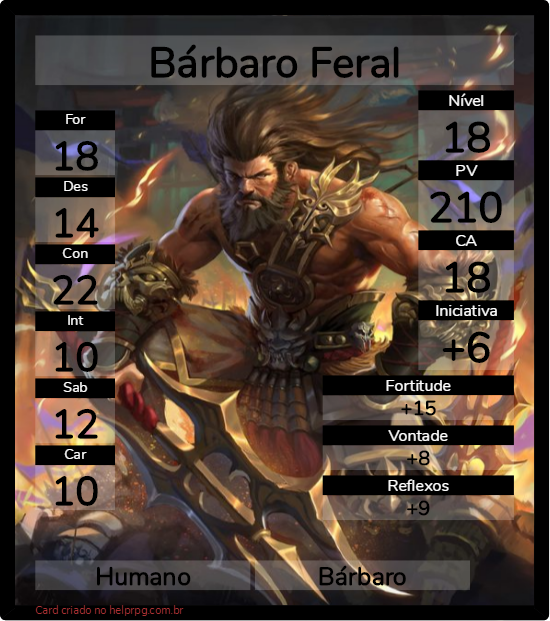 Bárbaro Feral
For
18
Des
14
Con
22
Int
10
Sab
12
Car
10
Nível
18
PV
210
CA
18
Iniciativa
+6
Fortitude
+15
Vontade
+8
Reflexos
+9
Humano
Bárbaro
Card criado no helprpg.com.br